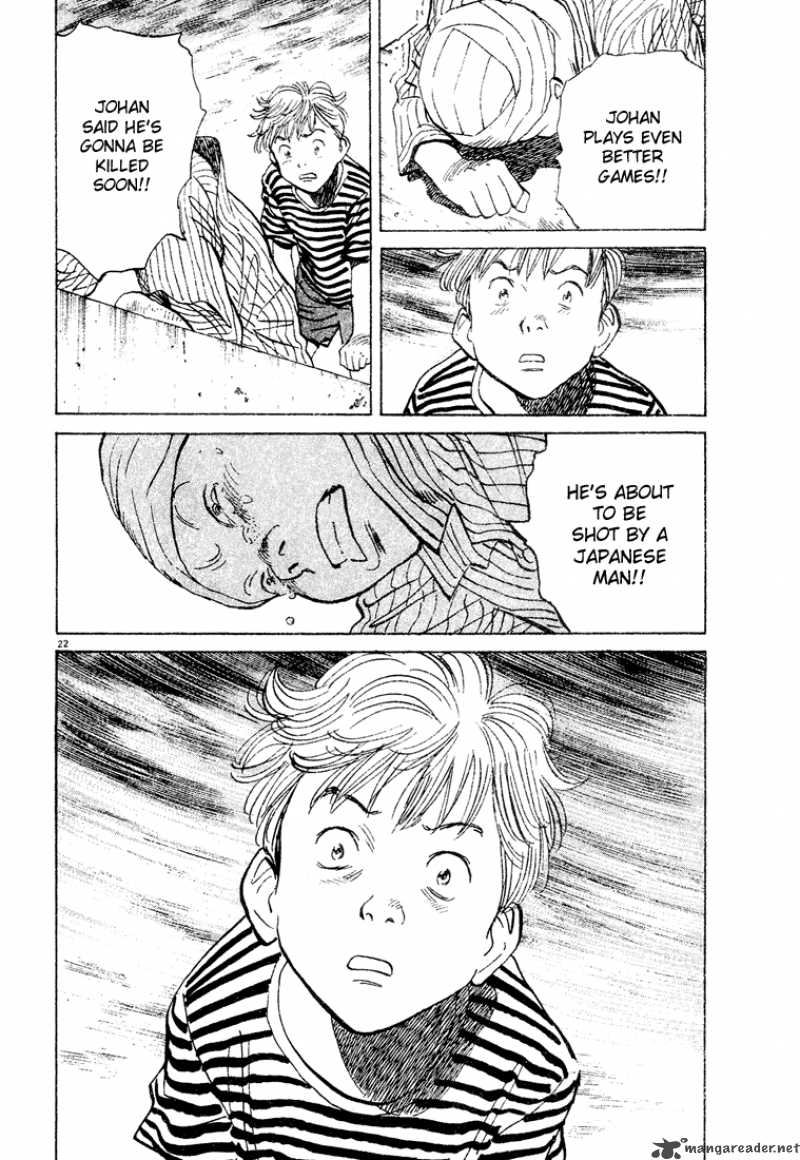 JOHAN
PLAYS EVEN
BETTER
GAMES!!
JOHAN
SAID HE'S
GONNA BE
KILLED
SOON!!
HE'S ABOUT
TO BE
SHOT BY A
JAPANESE
MAN!!
22
mangareader.net